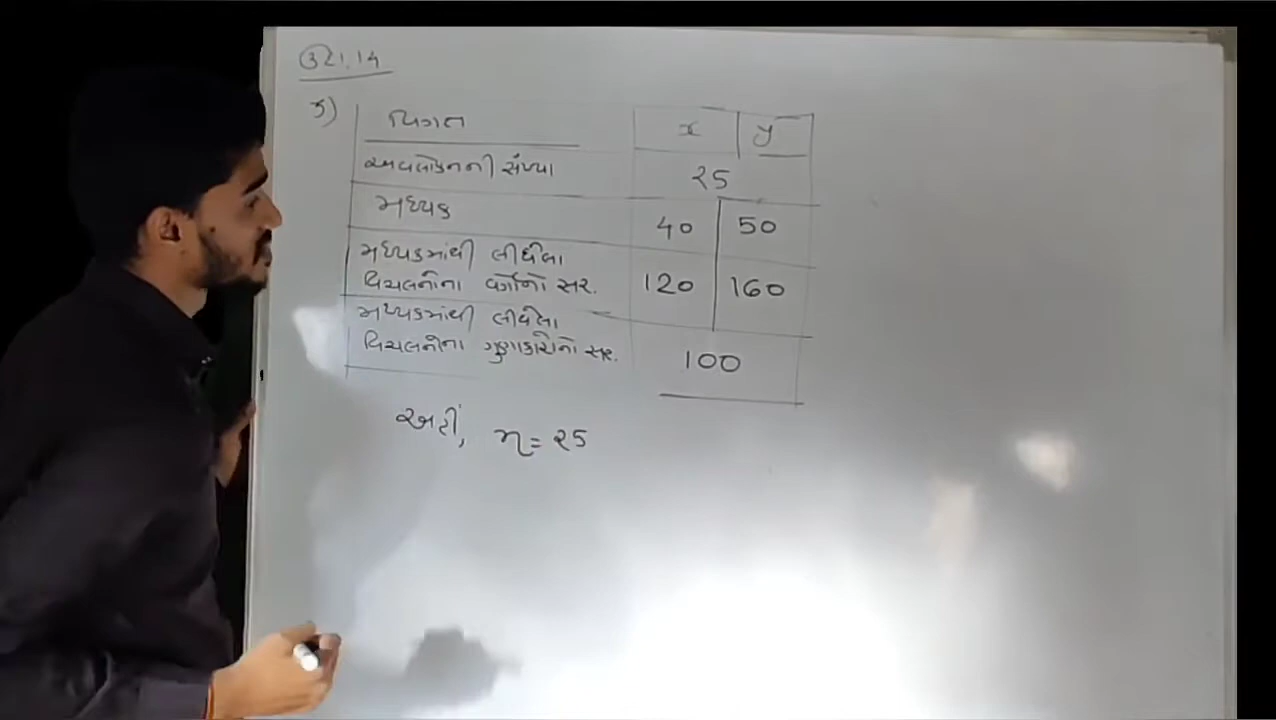 ઉદા.14
ક)
વિગત x y
અવલોકનની સંખ્યા 25
મધ્યક 40 50
મધ્યકમાંથી લીધેલા
વિચલનોના વર્ગોનો સર. 120 160
મધ્યકમાંથી લીધેલા
વિચલનોના ગુણાકારોનો સર. 100
અહીં, n = 25